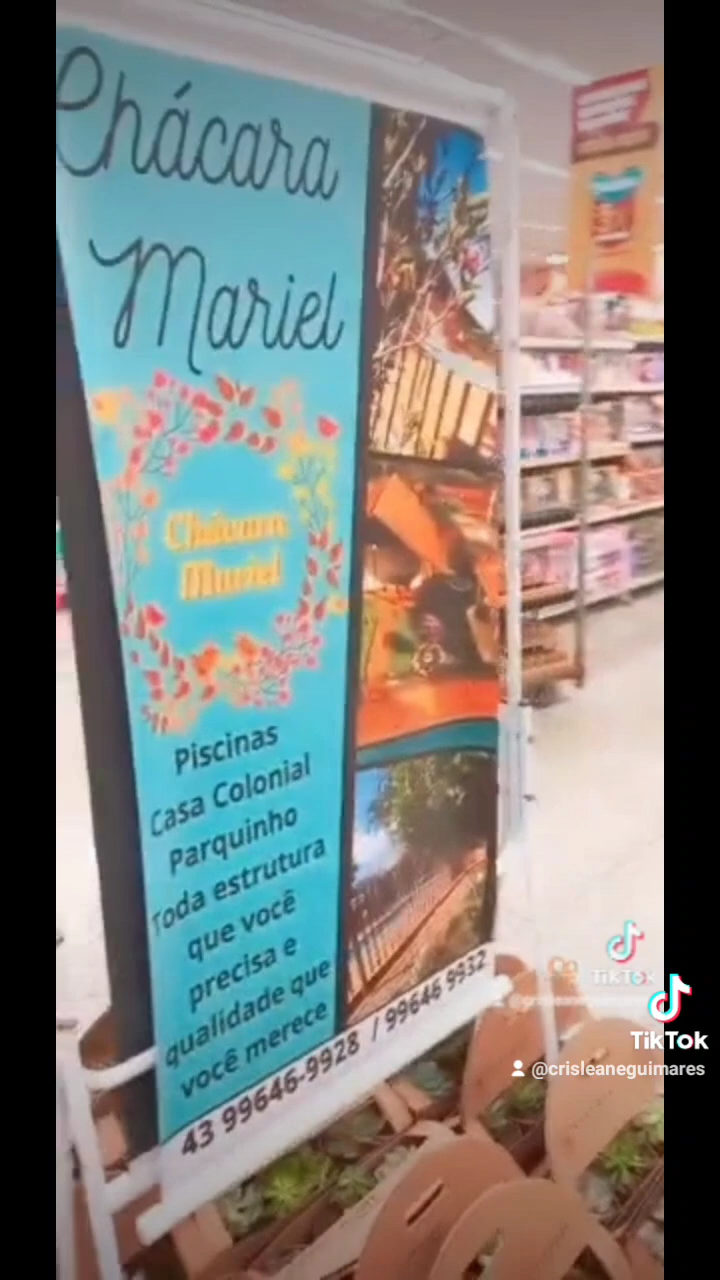 Chácara
Mariel
Chácara
Mariel
Piscinas
Casa Colonial
Parquinho
Toda estrutura
que você
precisa e
qualidade que
você merece
43 99646-9928 / 99646 9932
TikTok
TikTok
@crisleaneguimares